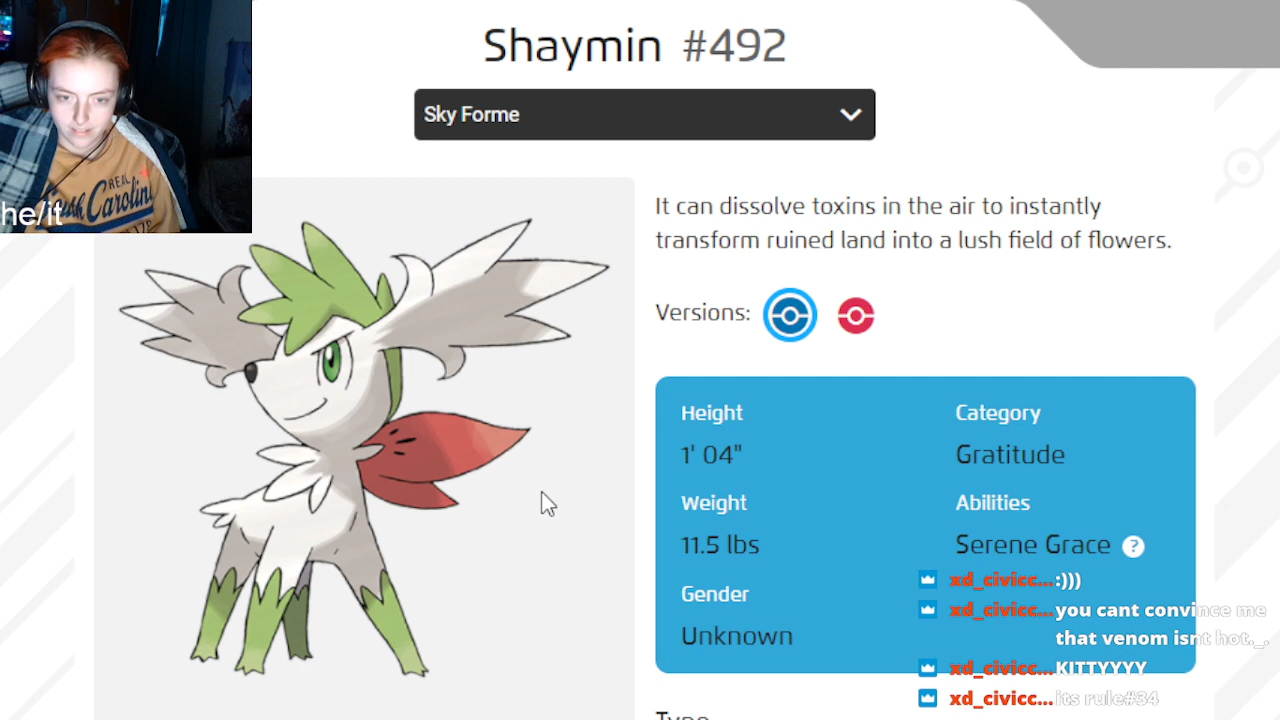 Shaymin #492
Sky Forme
he/it
REAL
It can dissolve toxins in the air to instantly
transform ruined land into a lush field of flowers.
Versions:
Height
1' 04"
Category
Gratitude
Weight
11.5 lbs
Abilities
Serene Grace ?
Gender
Unknown
xd_civicc... :)))
xd_civicc... you cant convince me
that venom isnt hot._.
xd_civicc... KITTYYYY
xd_civicc... its rule#34
Type